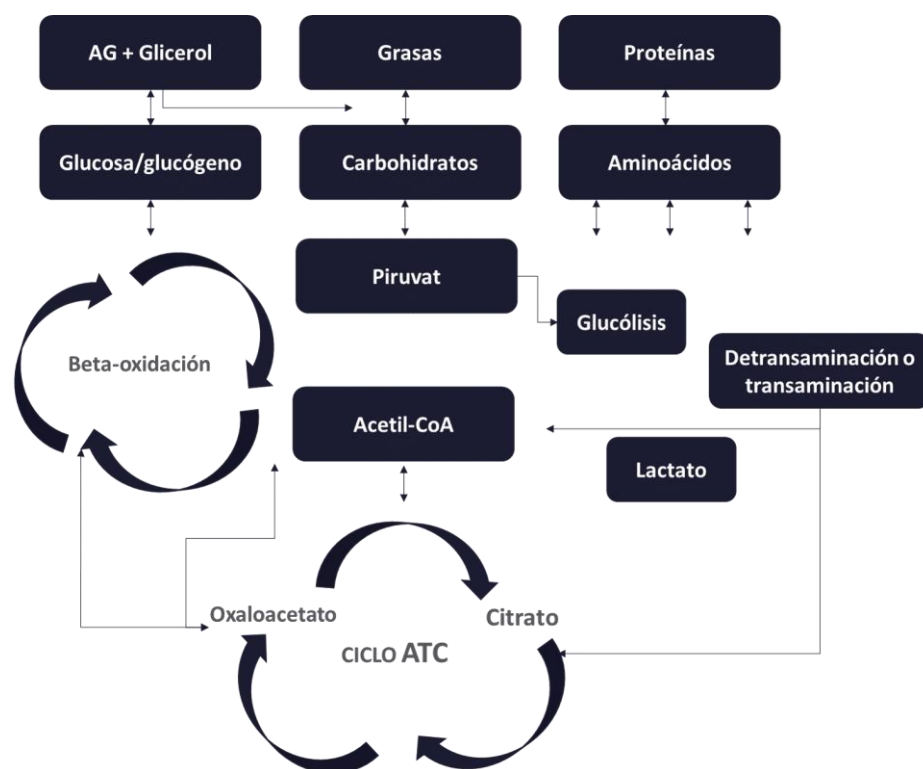 AG + Glicerol
Grasas
Proteínas
Glucosa/glucógeno
Carbohidratos
Aminoácidos
Piruvat
Glucólisis
Beta-oxidación
Detransaminación o
transaminación
Acetil-CoA
Lactato
Oxaloacetato
Citrato
CICLO ATC